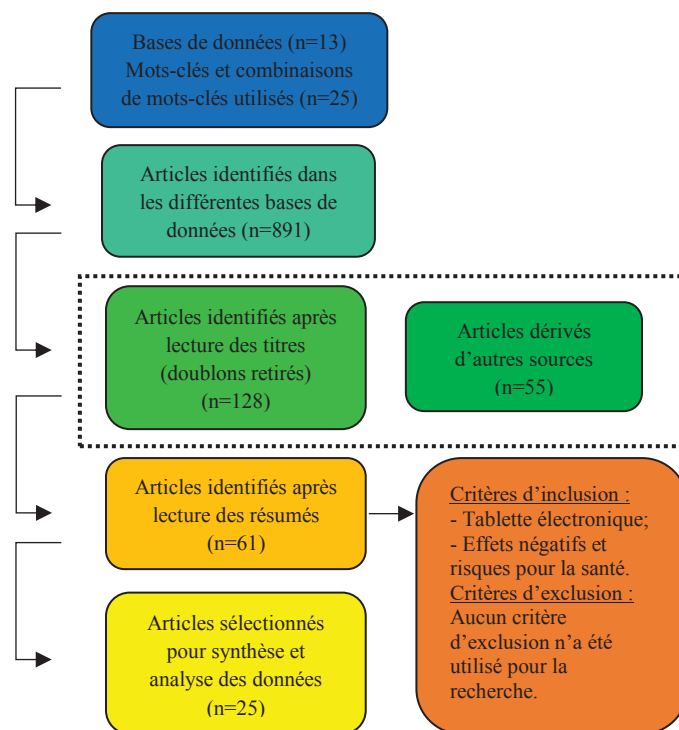 Bases de données (n=13)
Mots-clés et combinaisons
de mots-clés utilisés (n=25)
Articles identifiés dans
les différentes bases de
données (n=891)
Articles identifiés après
lecture des titres
(doublons retirés)
(n=128)
Articles dérivés
d’autres sources
(n=55)
Articles identifiés après
lecture des résumés
(n=61)
Critères d’inclusion :
- Tablette électronique;
- Effets négatifs et
risques pour la santé.
Critères d’exclusion :
Aucun critère
d’exclusion n’a été
utilisé pour la
recherche.
Articles sélectionnés
pour synthèse et
analyse des données
(n=25)